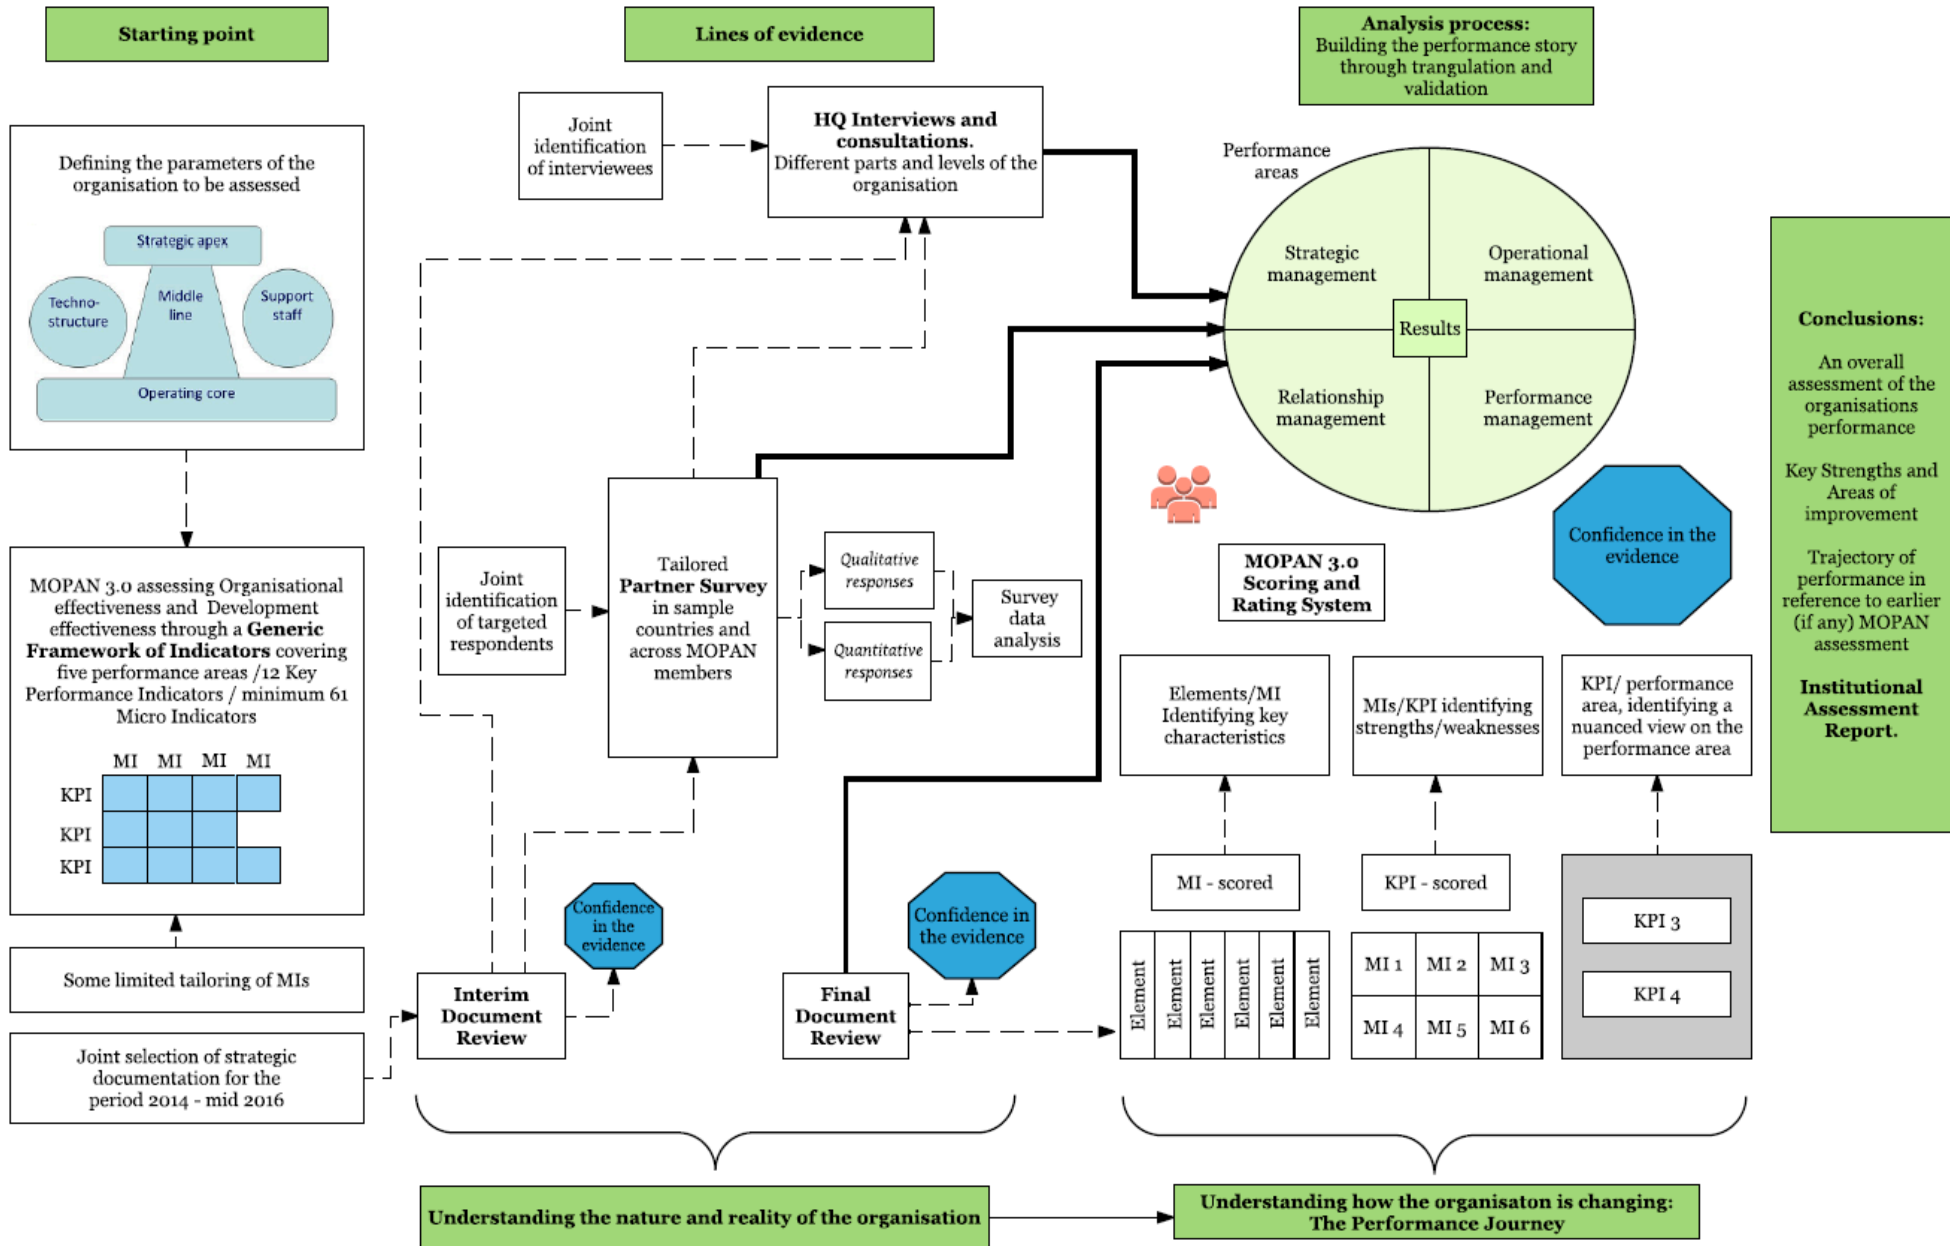 Starting point
Defining the parameters of the
organisation to be assessed
Strategic apex
Techno-
structure
Middle
line
Support
staff
Operating core
MOPAN 3.0 assessing Organisational
effectiveness and Development
effectiveness through a Generic
Framework of Indicators covering
five performance areas /12 Key
Performance Indicators / minimum 61
Micro Indicators
MI MI MI MI
KPI
KPI
KPI
Some limited tailoring of MIs
Joint selection of strategic
documentation for the
period 2014 - mid 2016
Lines of evidence
Joint
identification
of interviewees
HQ Interviews and
consultations.
Different parts and levels of the
organisation
Joint
identification
of targeted
respondents
Tailored
Partner Survey
in sample
countries and
across MOPAN
members
Qualitative
responses
Quantitative
responses
Survey
data
analysis
Confidence
in the
evidence
Interim
Document
Review
Confidence in
the evidence
Final
Document
Review
Analysis process:
Building the performance story
through trangulation and
validation
Performance
areas
Strategic
management
Operational
management
Results
Relationship
management
Performance
management
Confidence in the
evidence
MOPAN 3.0
Scoring and
Rating System
Elements/MI
Identifying key
characteristics
MIs/KPI identifying
strengths/weaknesses
KPI/ performance
area, identifying a
nuanced view on the
performance area
MI - scored
KPI - scored
Element
Element
Element
Element
Element
Element
MI 1 MI 2 MI 3
MI 4 MI 5 MI 6
KPI 3
KPI 4
Conclusions:
An overall
assessment of the
organisations
performance
Key Strengths and
Areas of
improvement
Trajectory of
performance in
reference to earlier
(if any) MOPAN
assessment
Institutional
Assessment
Report.
Understanding the nature and reality of the organisation
Understanding how the organisaton is changing:
The Performance Journey